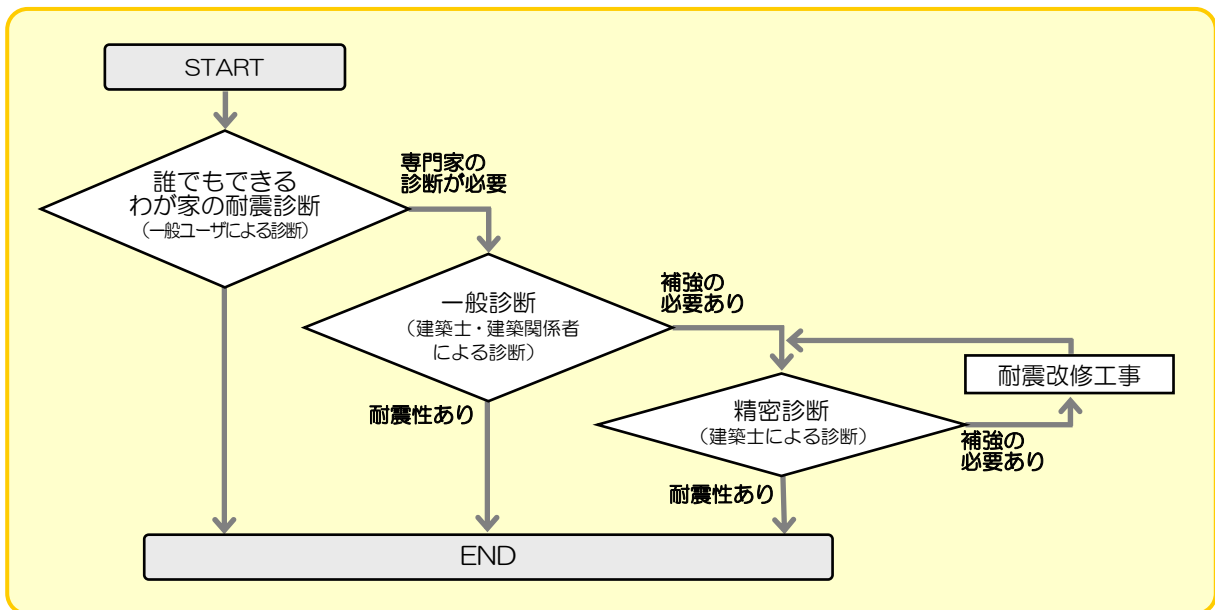 START
誰でもできる
わが家の耐震診断
(一般ユーザによる診断)
専門家の
診断が必要
一般診断
(建築士・建築関係者
による診断)
補強の
必要あり
耐震改修工事
耐震性あり
精密診断
(建築士による診断)
補強の
必要あり
耐震性あり
END